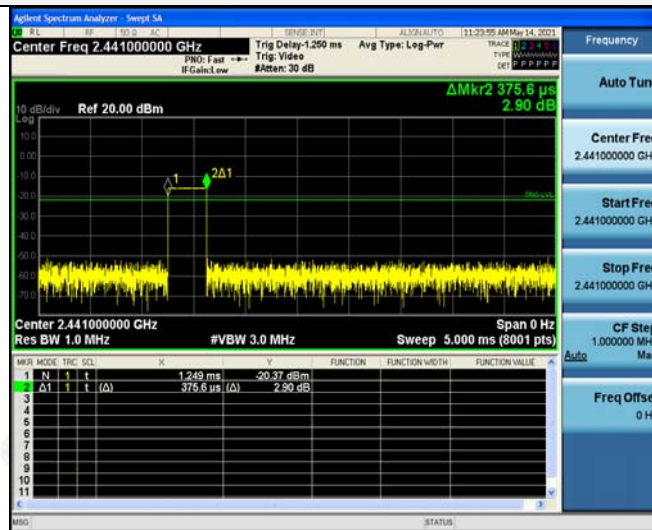 Agilent Spectrum Analyzer - Swept SA
RL RF 50 Ω AC SENSE:INT ALIGNAUTO 11:23:55 AM May 14, 2021
Center Freq 2.441000000 GHz
PNO: Fast
IFGain:Low
Trig Delay-1.250 ms
Trig: Video
#Atten: 30 dB
Avg Type: Log-Pwr
TRACE 1 2 3 4 5 6
TYPE
DET P P P P P P
ΔMkr2 375.6 µs
2.90 dB
10 dB/div Ref 20.00 dBm
Log
10.0
0.00
-10.0
-20.0
-30.0
-40.0
-50.0
-60.0
-70.0
1
2Δ1
TRIG LVL
Center 2.441000000 GHz Span 0 Hz
Res BW 1.0 MHz #VBW 3.0 MHz Sweep 5.000 ms (8001 pts)
MKR MODE TRC SCL X Y FUNCTION FUNCTION WIDTH FUNCTION VALUE
1 N 1 t 1.249 ms -20.37 dBm
2 Δ1 1 t (Δ) 375.6 µs (Δ) 2.90 dB
3
4
5
6
7
8
9
10
11
MSG STATUS
Frequency
Auto Tun
Center Fre
2.441000000 GH
Start Fre
2.441000000 GH
Stop Fre
2.441000000 GH
CF Ste
1.000000 MH
Auto Ma
Freq Offse
0 H